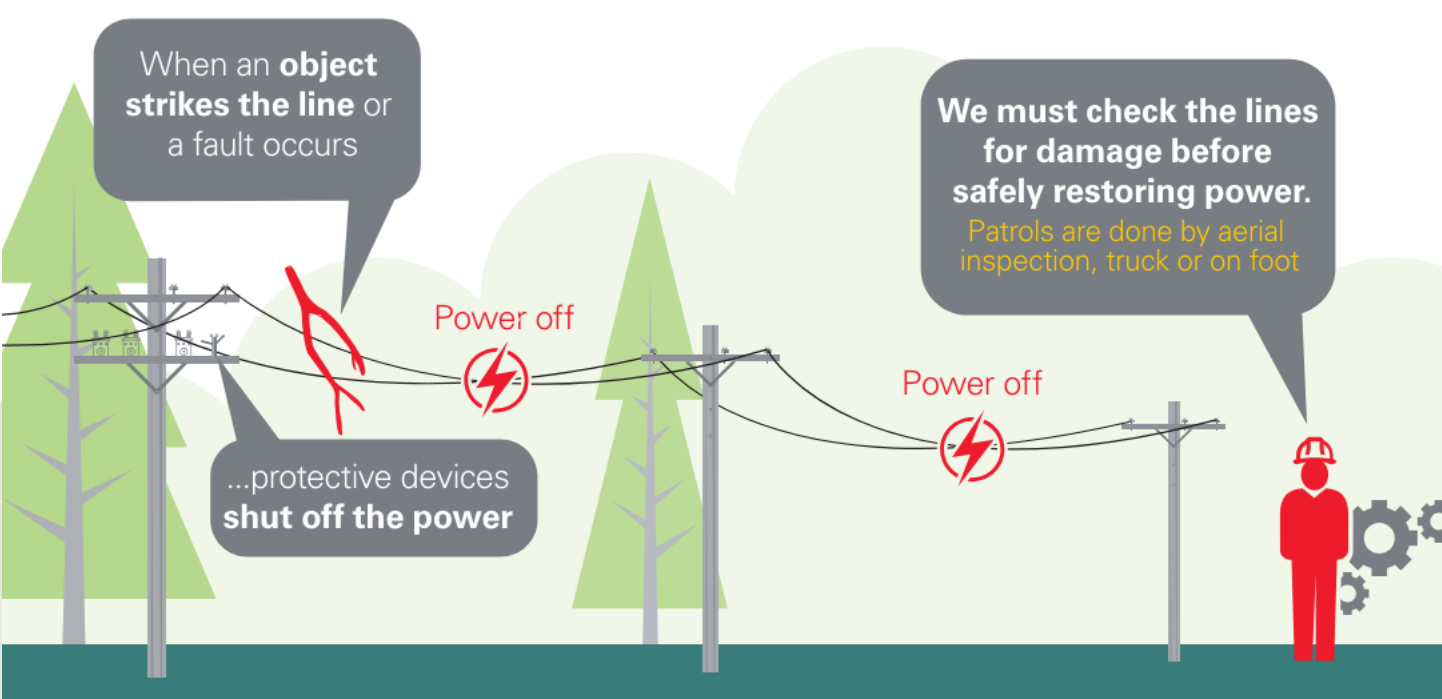 When an object
strikes the line or
a fault occurs
...protective devices
shut off the power
Power off
Power off
We must check the lines
for damage before
safely restoring power.
Patrols are done by aerial
inspection, truck or on foot